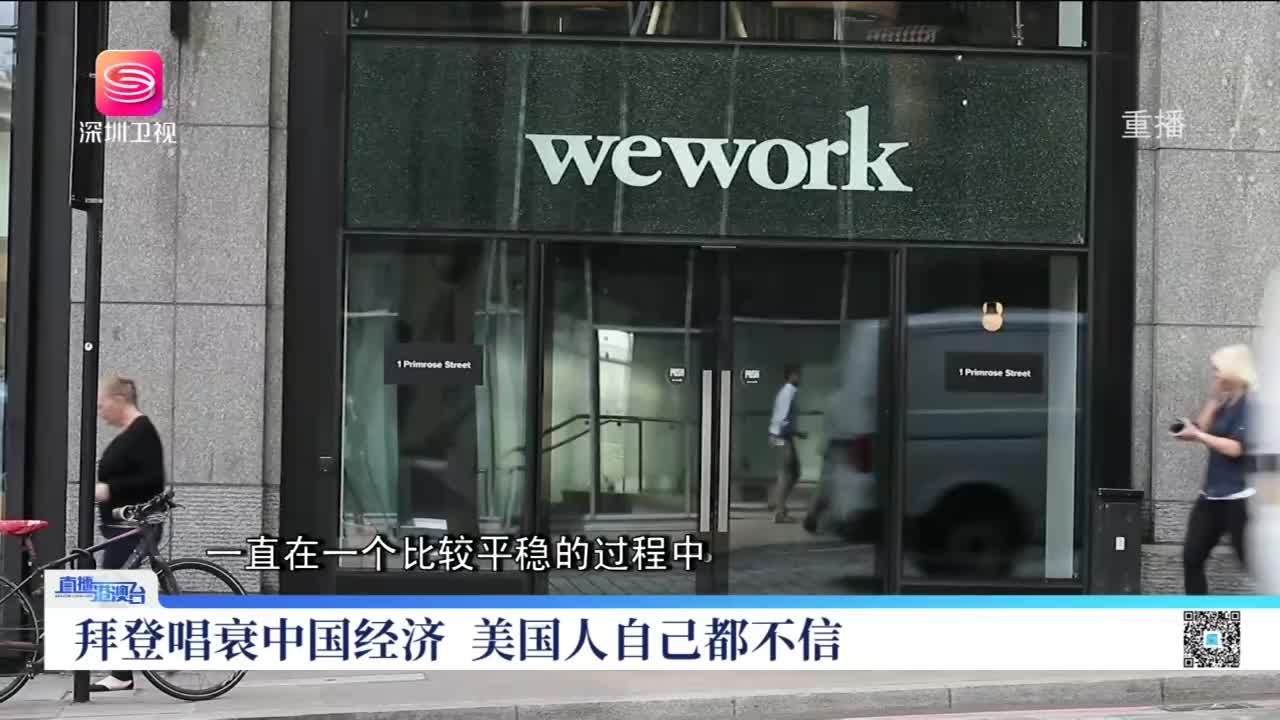 深圳卫视
重播
wework
1 Primrose Street
PUSH
PUSH
1 Primrose Street
一直在一个比较平稳的过程中
直播港澳台
拜登唱衰中国经济 美国人自己都不信